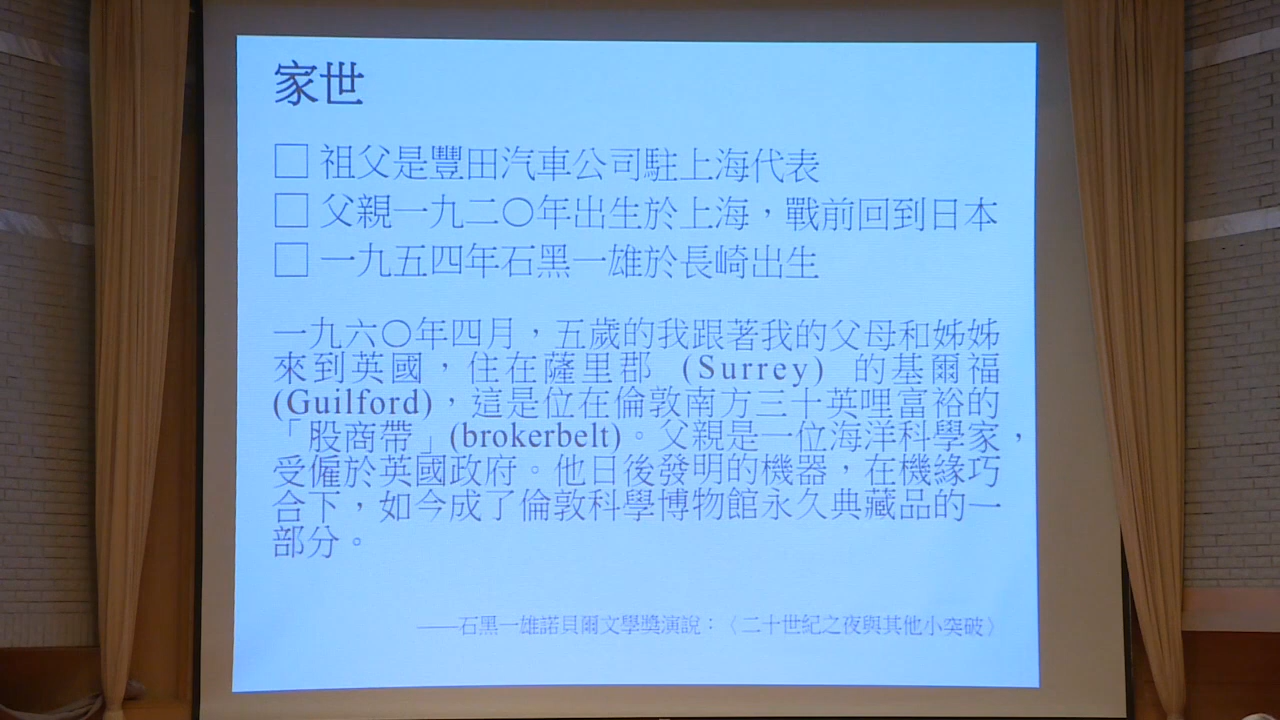 家世
□ 祖父是豐田汽車公司駐上海代表
□ 父親一九二〇年出生於上海，戰前回到日本
□ 一九五四年石黑一雄於長崎出生
一九六〇年四月，五歲的我跟著我的父母和姊姊
來到英國，住在薩里郡 (Surrey) 的基爾福
(Guilford)，這是位在倫敦南方三十英哩富裕的
「股商帶」(brokerbelt)。父親是一位海洋科學家，
受僱於英國政府。他日後發明的機器，在機緣巧
合下，如今成了倫敦科學博物館永久典藏品的一
部分。
——石黑一雄諾貝爾文學獎演說：〈二十世紀之夜與其他小突破〉